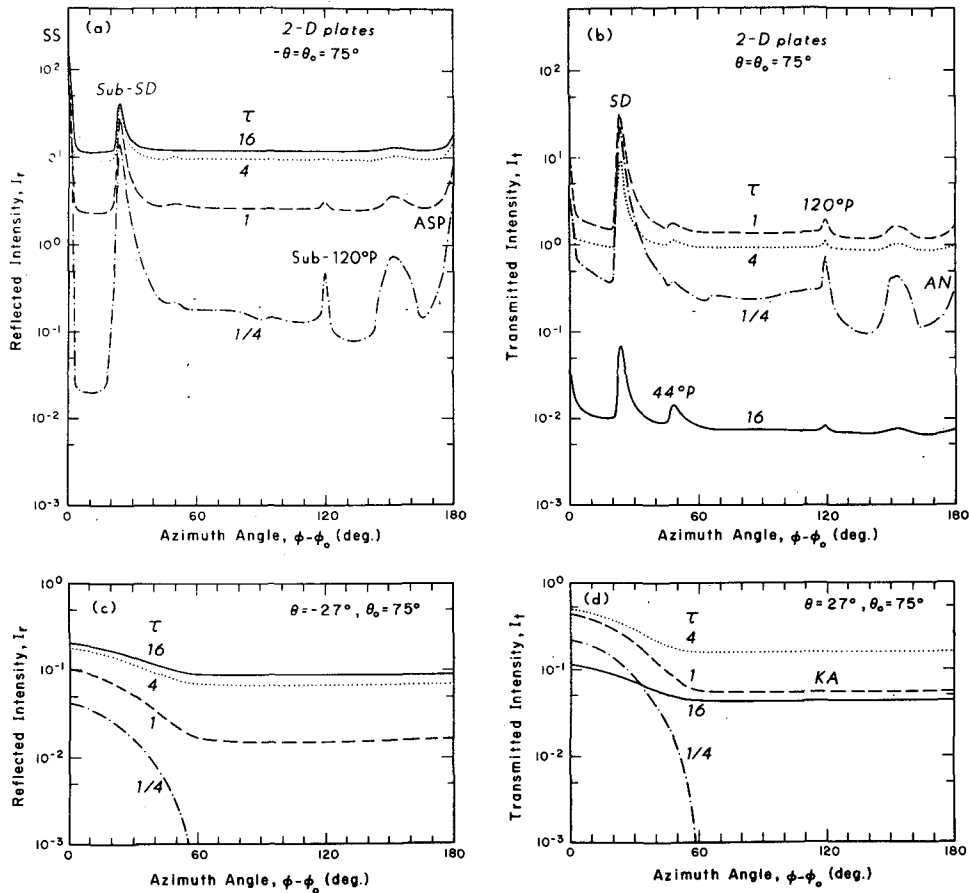 (a)
2-D plates
-θ=θ₀=75°
SS
10²
10¹
10⁰
10⁻¹
10⁻²
10⁻³
Reflected Intensity, I_r
Sub-SD
τ
16
4
1
ASP
Sub-120°P
1/4
0
60
120
180
Azimuth Angle, ϕ-ϕ₀ (deg.)
(b)
2-D plates
θ=θ₀=75°
10²
10¹
10⁰
10⁻¹
10⁻²
10⁻³
Transmitted Intensity, I_t
SD
τ
1
120°P
4
AN
1/4
44°P
16
0
60
120
180
Azimuth Angle, ϕ-ϕ₀ (deg.)
(c)
θ=-27°, θ₀=75°
10⁰
10⁻¹
10⁻²
10⁻³
Reflected Intensity, I_r
τ
16
4
1
1/4
0
60
120
180
Azimuth Angle, ϕ-ϕ₀ (deg.)
(d)
θ=27°, θ₀=75°
10⁰
10⁻¹
10⁻²
10⁻³
Transmitted Intensity, I_t
τ
4
1
KA
16
1/4
0
60
120
180
Azimuth Angle, ϕ-ϕ₀ (deg.)